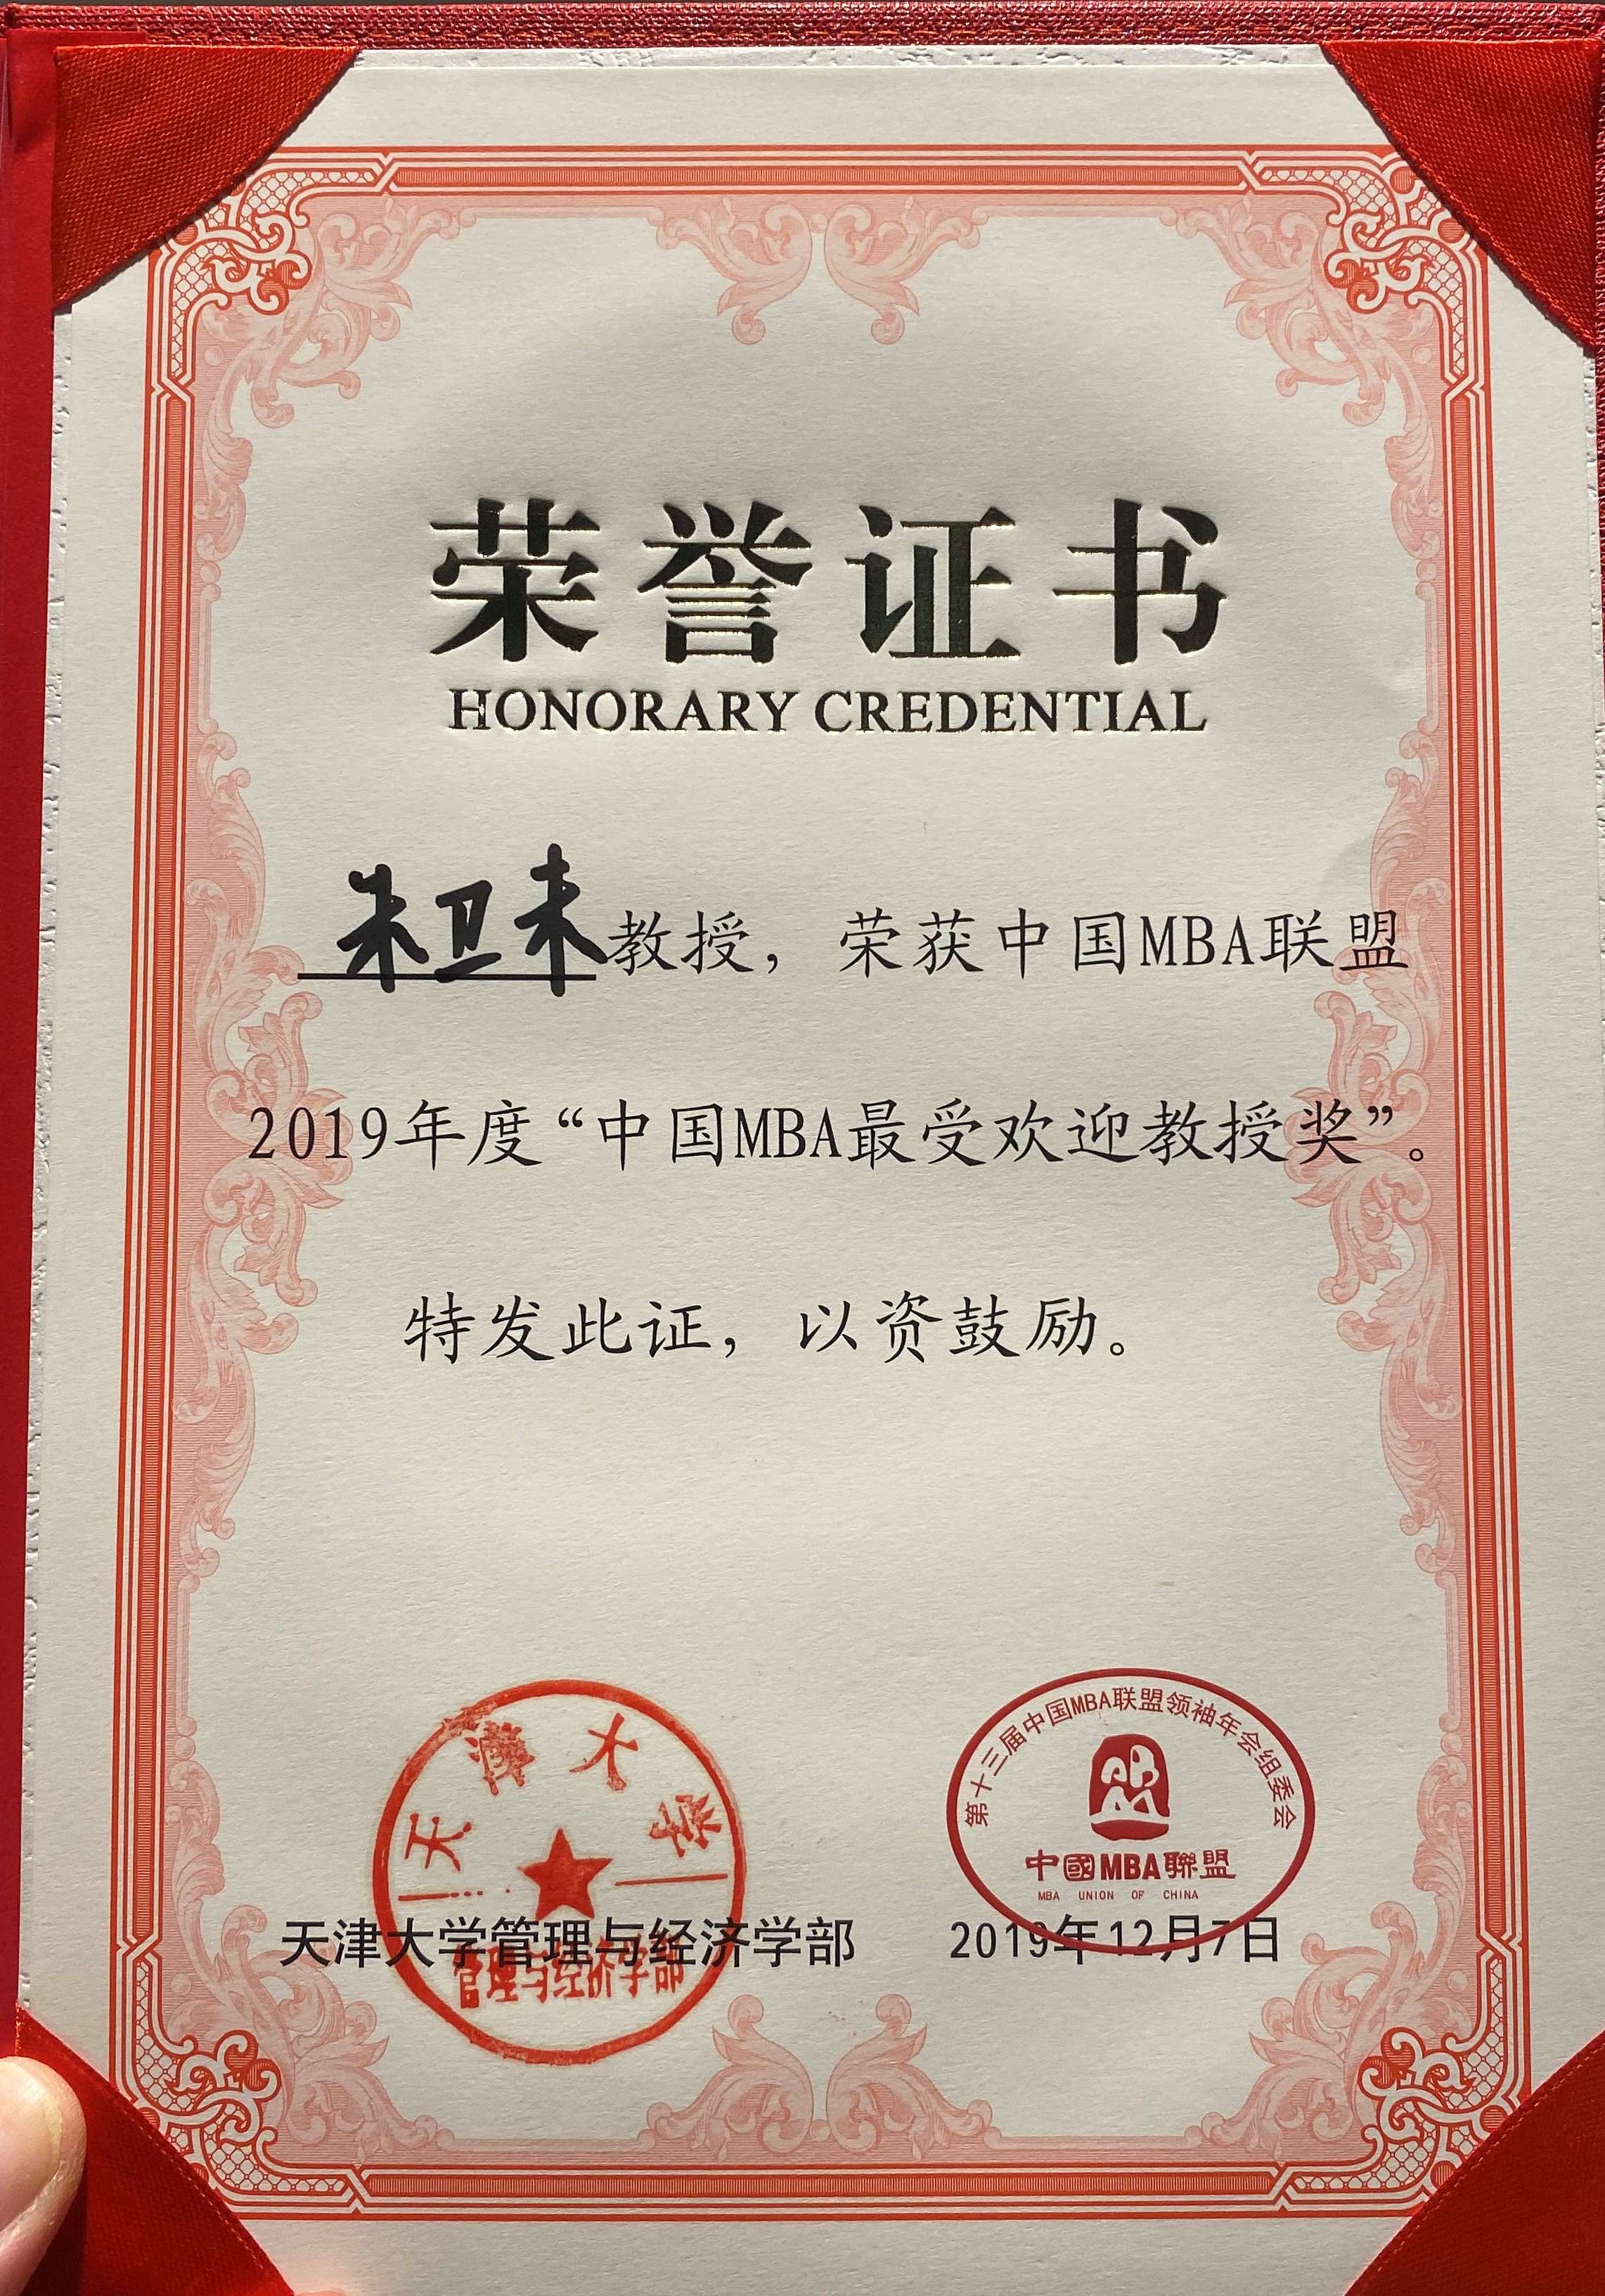 荣誉证书
HONORARY CREDENTIAL
朱卫未教授，荣获中国MBA联盟
2019年度“中国MBA最受欢迎教授奖”。
特发此证，以资鼓励。
天津大学
管理与经济学部
第十三届中国MBA联盟领袖年会组委会
中國MBA聯盟
MBA UNION OF CHINA
天津大学管理与经济学部 2019年12月7日